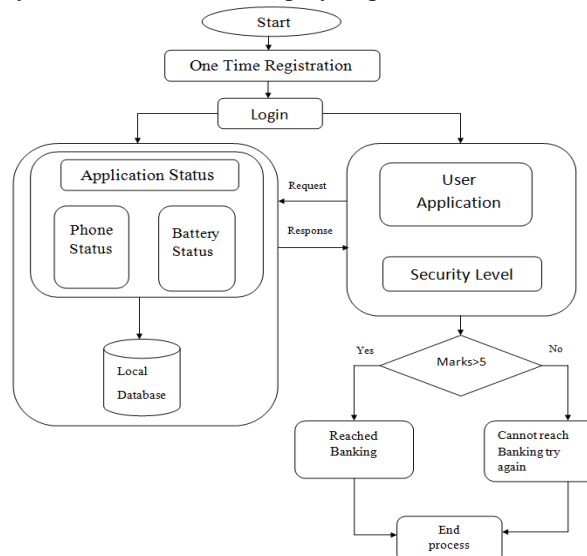 Start
One Time Registration
Login
Application Status
Phone
Status
Battery
Status
Local
Database
Request
Response
User
Application
Security Level
Marks>5
Yes
No
Reached
Banking
Cannot reach
Banking try
again
End
process